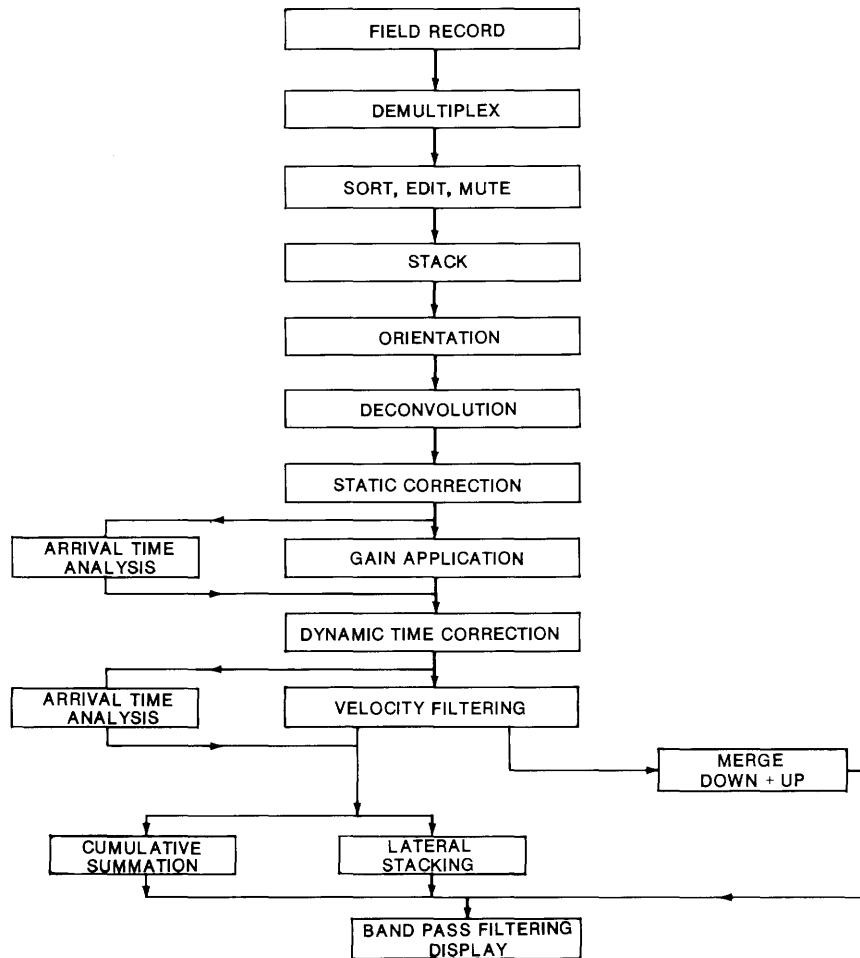 FIELD RECORD
DEMULTIPLEX
SORT, EDIT, MUTE
STACK
ORIENTATION
DECONVOLUTION
STATIC CORRECTION
ARRIVAL TIME
ANALYSIS
GAIN APPLICATION
DYNAMIC TIME CORRECTION
ARRIVAL TIME
ANALYSIS
VELOCITY FILTERING
MERGE
DOWN + UP
CUMULATIVE
SUMMATION
LATERAL
STACKING
BAND PASS FILTERING
DISPLAY